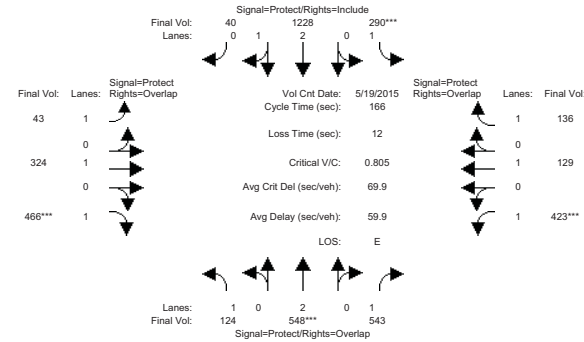 Signal=Protect/Rights=Include
Final Vol: 40 1228 290***
Lanes: 0 1 2 0 1
Signal=Protect Signal=Protect
Final Vol: Lanes: Rights=Overlap Vol Cnt Date: 5/19/2015 Rights=Overlap Lanes: Final Vol:
Cycle Time (sec): 166
43 1 1 136
Loss Time (sec): 12
0 0
324 1 Critical V/C: 0.805 1 129
0 Avg Crit Del (sec/veh): 69.9 0
466*** 1 Avg Delay (sec/veh): 59.9 1 423***
LOS: E
Lanes: 1 0 2 0 1
Final Vol: 124 548*** 543
Signal=Protect/Rights=Overlap